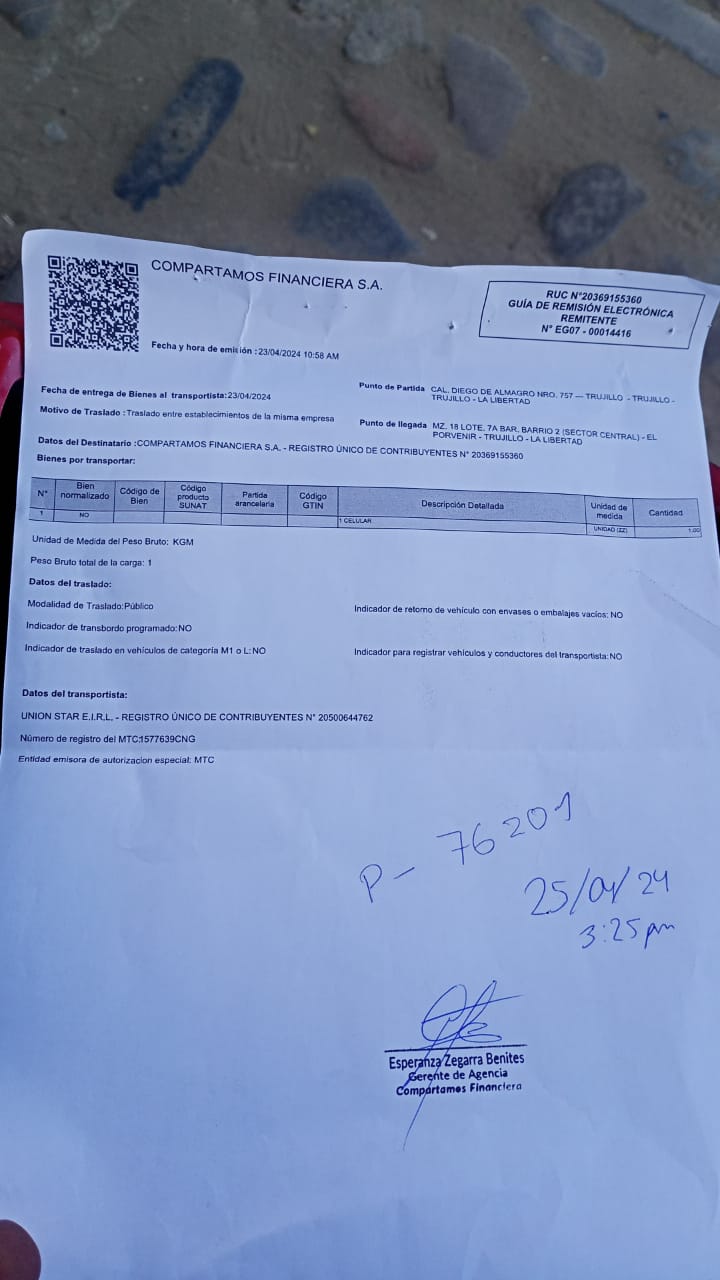 COMPARTAMOS FINANCIERA S.A.
RUC N°20369155360
GUÍA DE REMISIÓN ELECTRÓNICA
REMITENTE
N° EG07 - 00014416
Fecha y hora de emisión :23/04/2024 10:58 AM
Fecha de entrega de Bienes al transportista:23/04/2024
Punto de Partida CAL. DIEGO DE ALMAGRO NRO. 757 --- TRUJILLO - TRUJILLO -
TRUJILLO - LA LIBERTAD
Motivo de Traslado :Traslado entre establecimientos de la misma empresa
Punto de llegada MZ. 18 LOTE. 7A BAR. BARRIO 2 (SECTOR CENTRAL) - EL
PORVENIR - TRUJILLO - LA LIBERTAD
Datos del Destinatario :COMPARTAMOS FINANCIERA S.A. - REGISTRO ÚNICO DE CONTRIBUYENTES N° 20369155360
Bienes por transportar:
N° Bien normalizado Código de Bien Código producto SUNAT Partida arancelaria Código GTIN Descripción Detallada Unidad de medida Cantidad
1 NO 1 CELULAR UNIDAD (ZZ) 1.00
Unidad de Medida del Peso Bruto: KGM
Peso Bruto total de la carga: 1
Datos del traslado:
Modalidad de Traslado:Público
Indicador de retorno de vehículo con envases o embalajes vacíos: NO
Indicador de transbordo programado:NO
Indicador de traslado en vehículos de categoría M1 o L:NO
Indicador para registrar vehículos y conductores del transportista:NO
Datos del transportista:
UNION STAR E.I.R.L. - REGISTRO ÚNICO DE CONTRIBUYENTES N° 20500644762
Número de registro del MTC:1577639CNG
Entidad emisora de autorizacion especial: MTC
P - 76201
25/04/24
3:25 pm
Esperanza Zegarra Benites
Gerente de Agencia
Compartamos Financiera